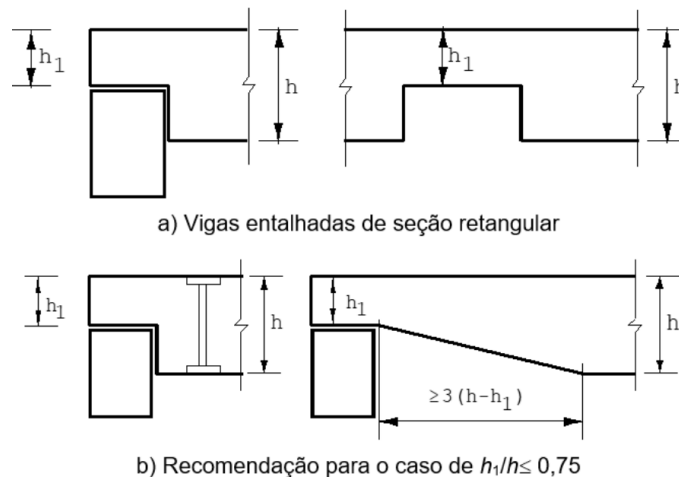 h1
h
h1
h
a) Vigas entalhadas de seção retangular
h1
h
h1
h
≥3(h-h1)
b) Recomendação para o caso de h1/h≤ 0,75